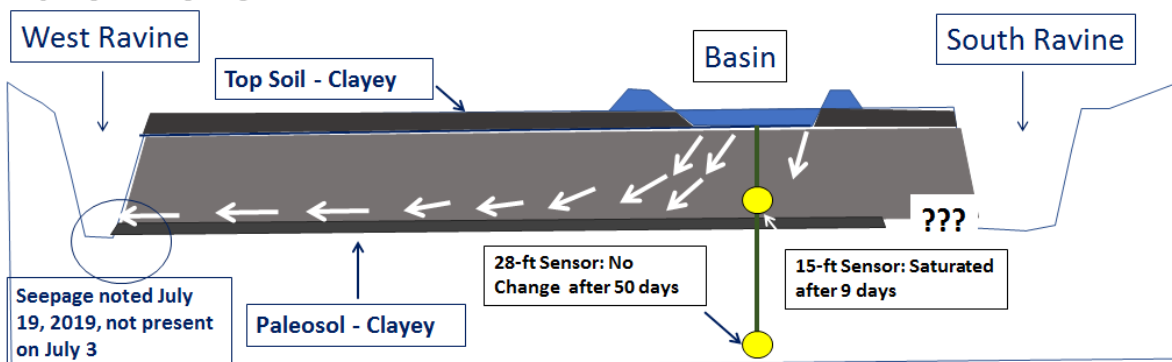 West Ravine
Top Soil - Clayey
Basin
South Ravine
???
28-ft Sensor: No
Change after 50 days
15-ft Sensor: Saturated
after 9 days
Seepage noted July
19, 2019, not present
on July 3
Paleosol - Clayey